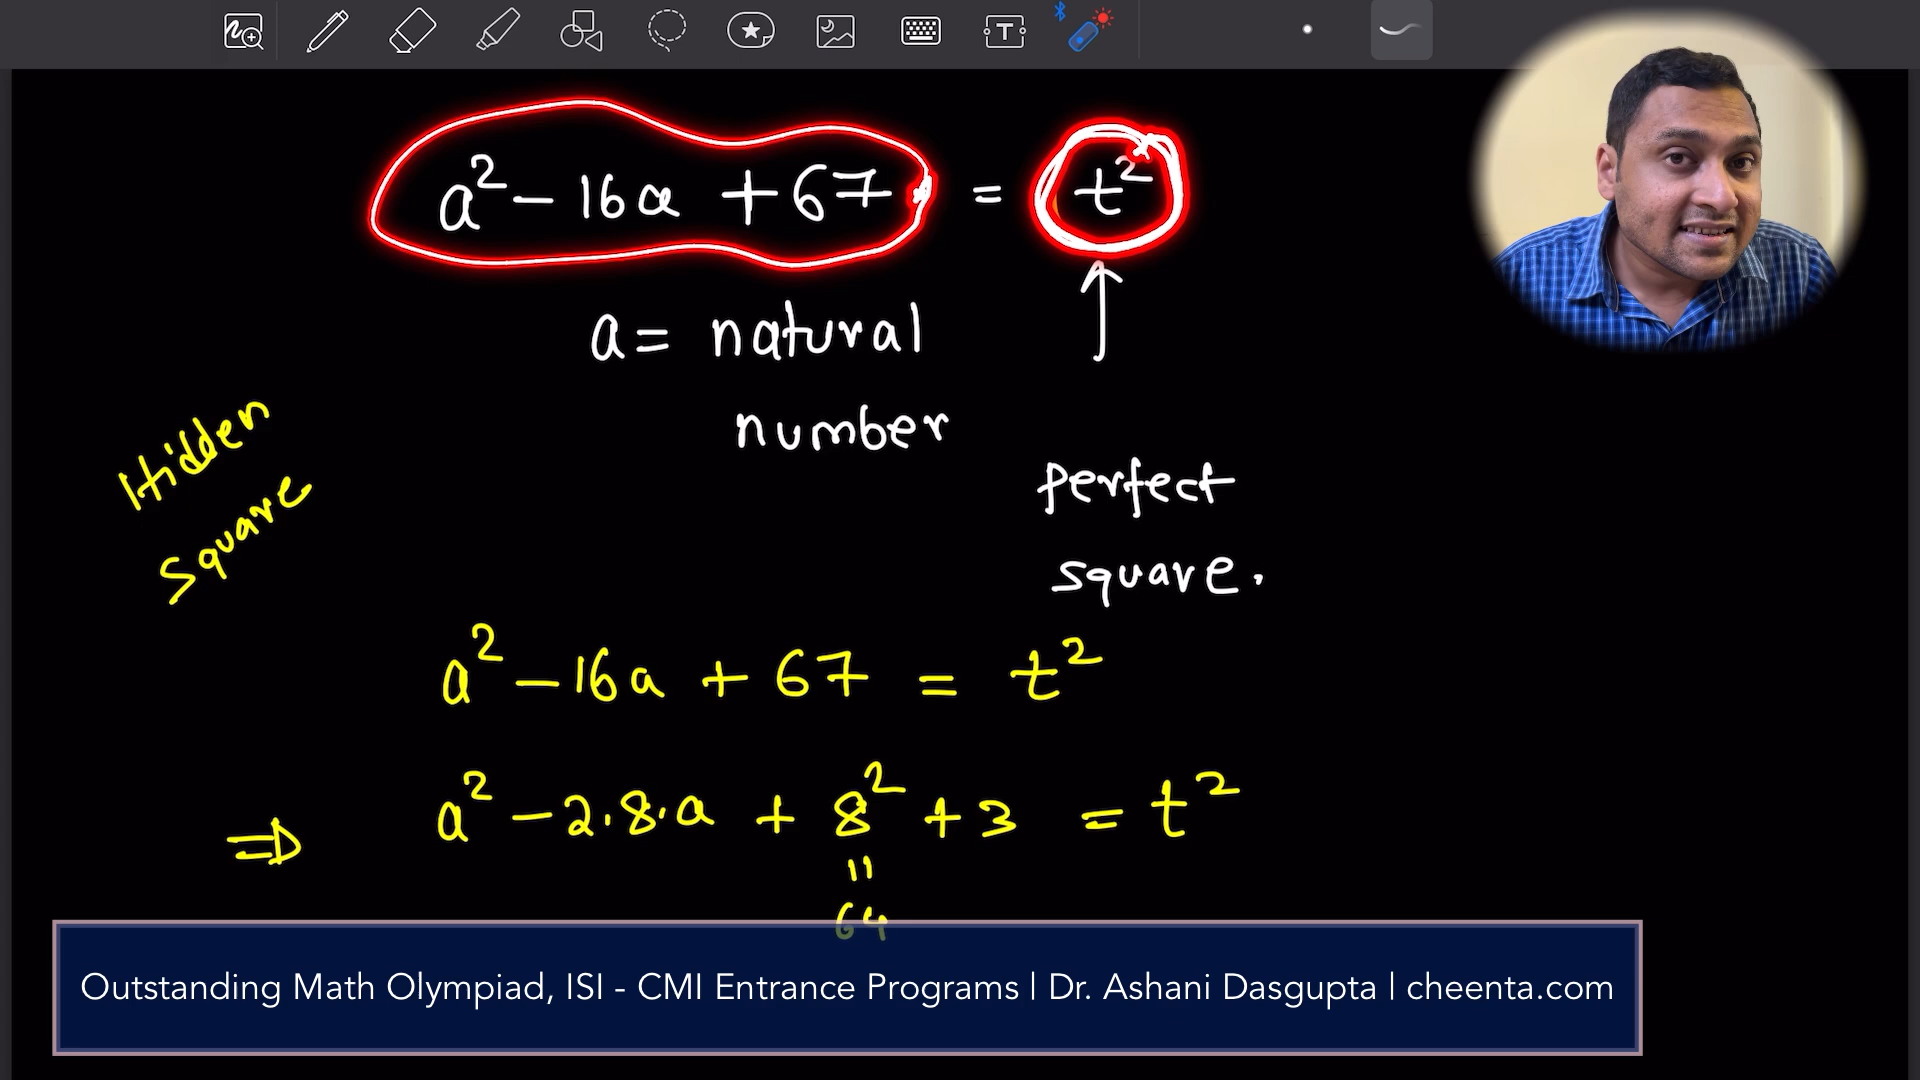 a² - 16a + 67 = t²
a = natural
number
perfect
square.
Hidden
Square
a² - 16a + 67 = t²
⇒ a² - 2.8.a + 8² + 3 = t²
"
64
Outstanding Math Olympiad, ISI - CMI Entrance Programs | Dr. Ashani Dasgupta | cheenta.com
T